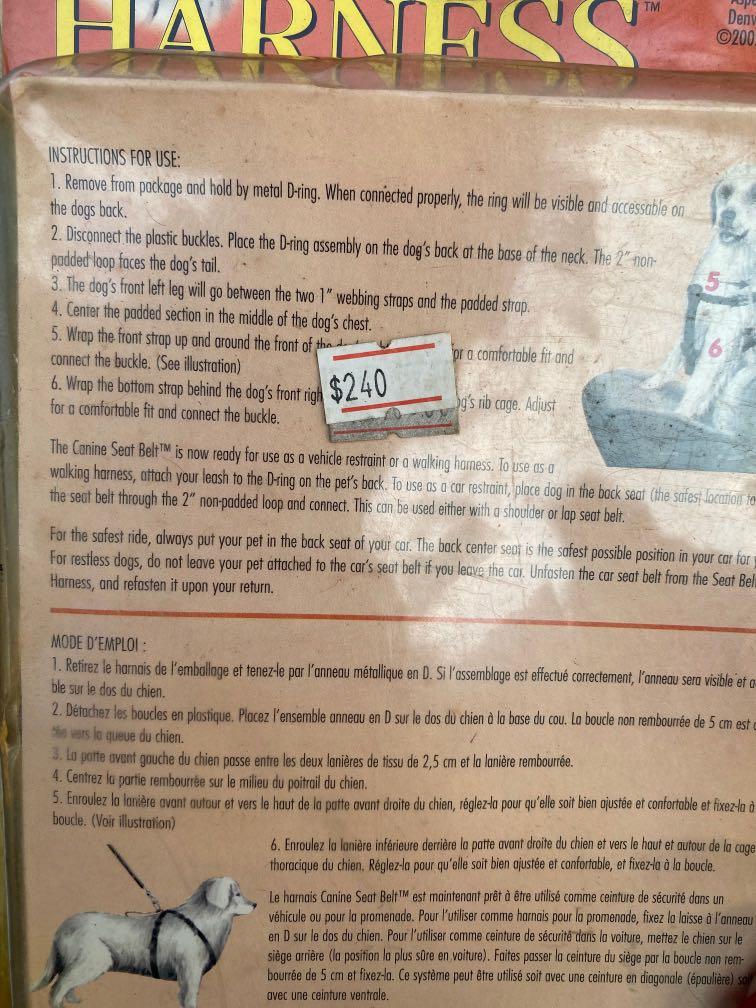 HARNESS™
Denv
©200
INSTRUCTIONS FOR USE:
1. Remove from package and hold by metal D-ring. When connected properly, the ring will be visible and accessable on
the dogs back.
2. Disconnect the plastic buckles. Place the D-ring assembly on the dog's back at the base of the neck. The 2" non-
padded loop faces the dog's tail.
3. The dog's front left leg will go between the two 1" webbing straps and the padded strap.
4. Center the padded section in the middle of the dog's chest.
5. Wrap the front strap up and around the front of the
or a comfortable fit and
connect the buckle. (See illustration)
6. Wrap the bottom strap behind the dog's front righ
og's rib cage. Adjust
for a comfortable fit and connect the buckle.
$240
5
6
The Canine Seat Belt™ is now ready for use as a vehicle restraint or a walking harness. To use as a
walking harness, attach your leash to the D-ring on the pet's back. To use as a car restraint, place dog in the back seat (the safest location to
the seat belt through the 2" non-padded loop and connect. This can be used either with a shoulder or lap seat belt.
For the safest ride, always put your pet in the back seat of your car. The back center seat is the safest possible position in your car for
For restless dogs, do not leave your pet attached to the car's seat belt if you leave the car. Unfasten the car seat belt from the Seat Bel
Harness, and refasten it upon your return.
MODE D'EMPLOI :
1. Retirez le harnais de l'emballage et tenez-le par l'anneau métallique en D. Si l'assemblage est effectué correctement, l'anneau sera visible et a
ble sur le dos du chien.
2. Détachez les boucles en plastique. Placez l'ensemble anneau en D sur le dos du chien à la base du cou. La boucle non rembourrée de 5 cm est
vers la queue du chien.
3. La patte avant gauche du chien passe entre les deux lanières de tissu de 2,5 cm et la lanière rembourrée.
4. Centrez la partie rembourrée sur le milieu du poitrail du chien.
5. Enroulez la lanière avant autour et vers le haut de la patte avant droite du chien, réglez-la pour qu'elle soit bien ajustée et confortable et fixez-la à
boucle. (Voir illustration)
6. Enroulez la lanière inférieure derrière la patte avant droite du chien et vers le haut et autour de la cage
thoracique du chien. Réglez-la pour qu'elle soit bien ajustée et confortable, et fixez-la à la boucle.
Le harnais Canine Seat Belt™ est maintenant prêt à être utilisé comme ceinture de sécurité dans un
véhicule ou pour la promenade. Pour l'utiliser comme harnais pour la promenade, fixez la laisse à l'anneau
en D sur le dos du chien. Pour l'utiliser comme ceinture de sécurité dans la voiture, mettez le chien sur le
siège arrière (la position la plus sûre en voiture). Faites passer la ceinture du siège par la boucle non rem-
bourrée de 5 cm et fixez-la. Ce système peut être utilisé soit avec une ceinture en diagonale (épaulière) soi
avec une ceinture ventrale.